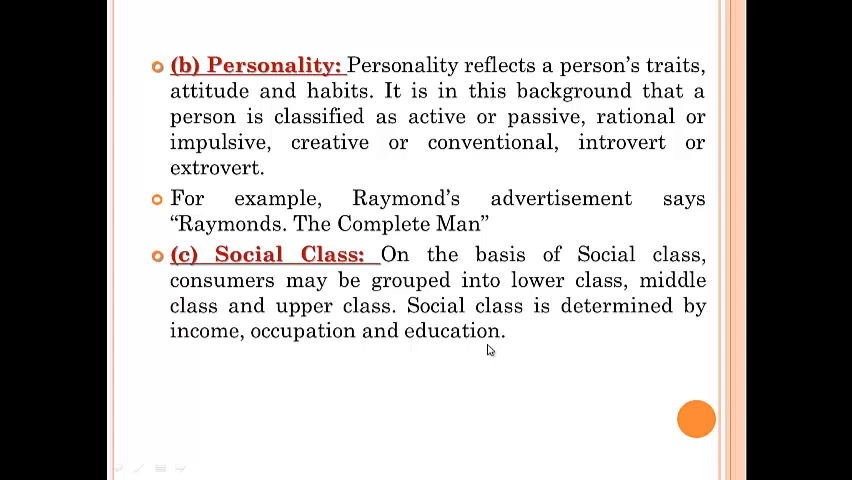 (b) Personality: Personality reflects a person's traits,
attitude and habits. It is in this background that a
person is classified as active or passive, rational or
impulsive, creative or conventional, introvert or
extrovert.
For example, Raymond's advertisement says
“Raymonds. The Complete Man”
(c) Social Class: On the basis of Social class,
consumers may be grouped into lower class, middle
class and upper class. Social class is determined by
income, occupation and education.